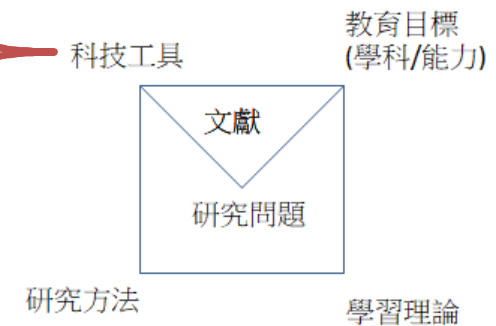 教育目標
科技工具
(學科/能力)
文獻
研究問題
研究方法
學習理論